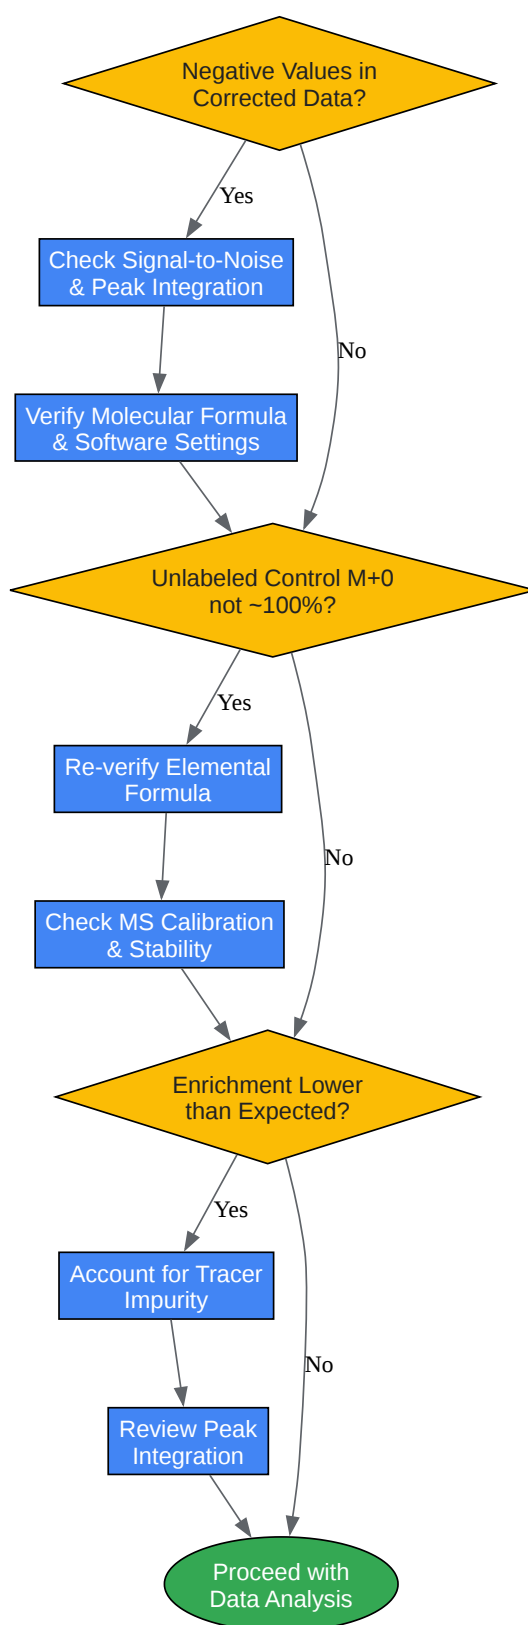 Negative Values in
Corrected Data?
Yes
Check Signal-to-Noise
& Peak Integration
No
Verify Molecular Formula
& Software Settings
Unlabeled Control M+0
not ~100%?
Yes
Re-verify Elemental
Formula
No
Check MS Calibration
& Stability
Enrichment Lower
than Expected?
Yes
Account for Tracer
Impurity
No
Review Peak
Integration
Proceed with
Data Analysis